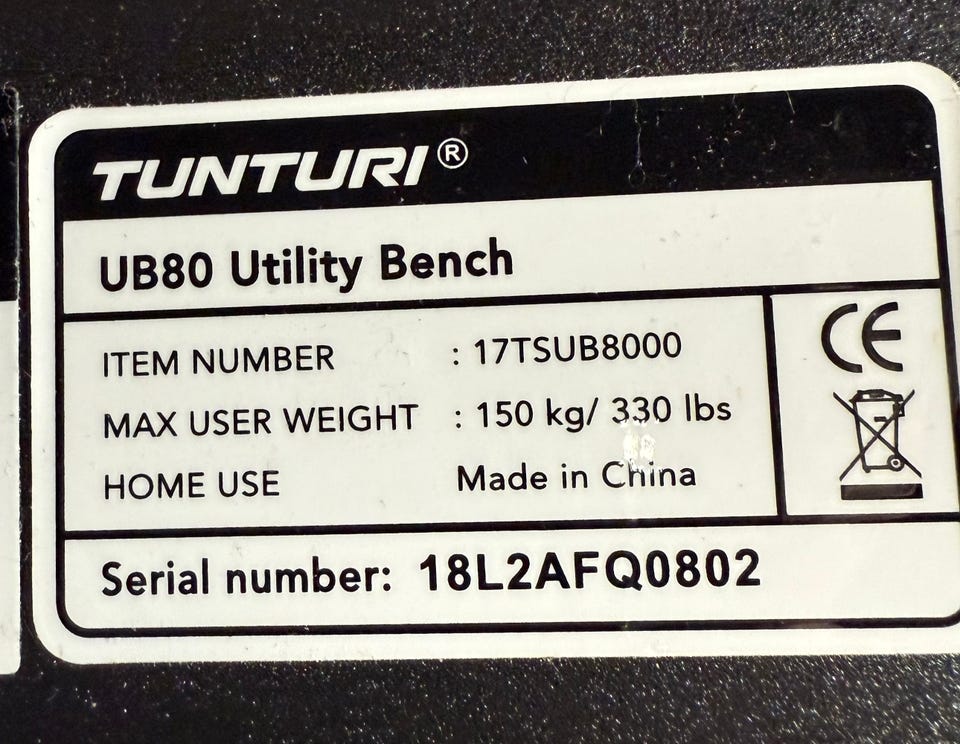 TUNTURI®
UB80 Utility Bench
ITEM NUMBER : 17TSUB8000
MAX USER WEIGHT : 150 kg/ 330 lbs
HOME USE Made in China
CE
Serial number: 18L2AFQ0802